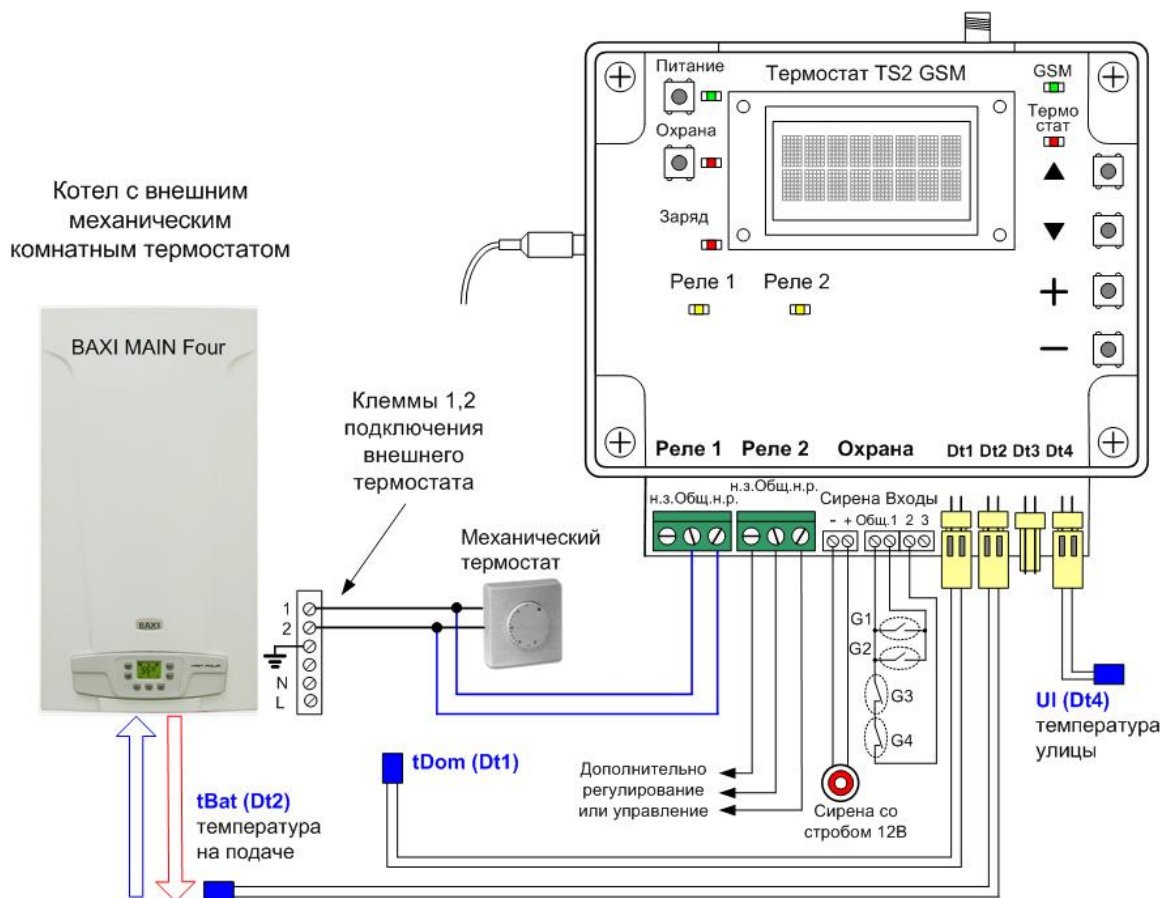 Питание
Термостат TS2 GSM
GSM
Термо
стат
Охрана
Заряд
Реле 1
Реле 2
Котел с внешним
механическим
комнатным термостатом
BAXI MAIN Four
BAXI
Клеммы 1,2
подключения
внешнего
термостата
Реле 1 Реле 2 Охрана Dt1 Dt2 Dt3 Dt4
н.з.Общ.н.р.
н.з.Общ.н.р.
Сирена Входы
- + Общ.1 2 3
Механический
термостат
1
2
N
L
G1
G2
G3
G4
Ul (Dt4)
температура
улицы
tDom (Dt1)
Дополнительно
регулирование
или управление
Сирена со
стробом 12В
tBat (Dt2)
температура
на подаче